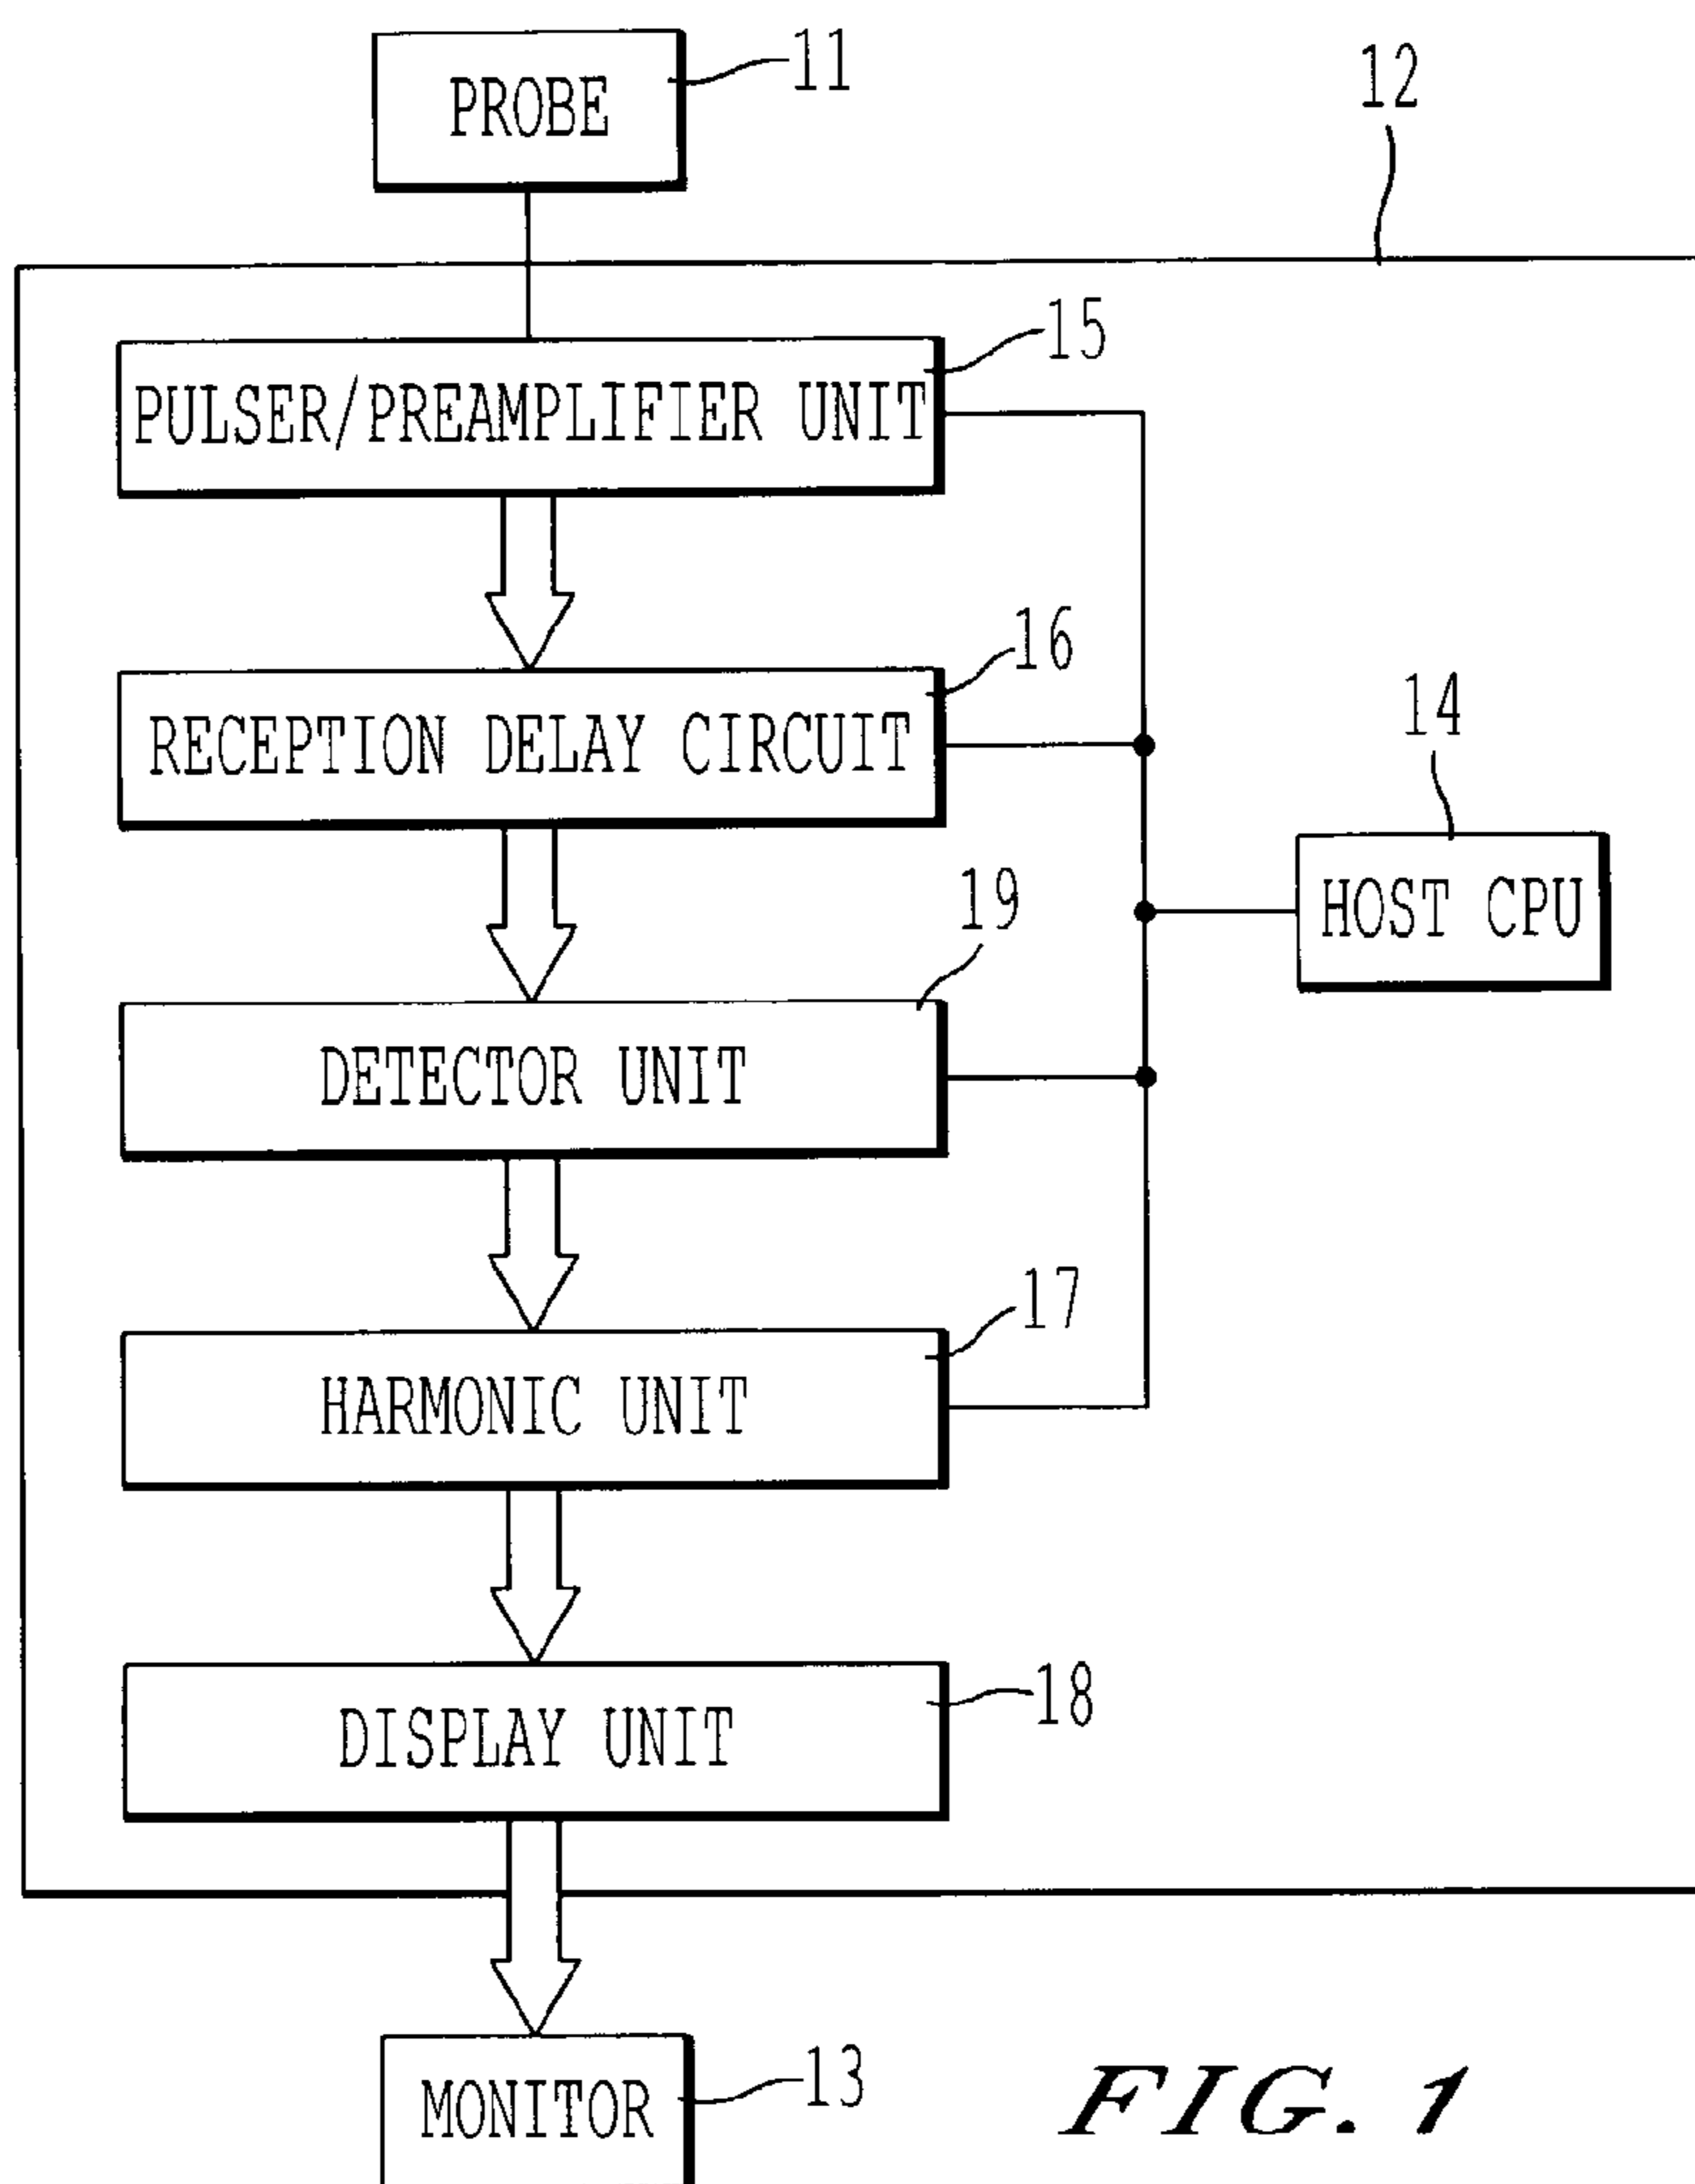 PROBE
11
12
15
PULSER/PREAMPLIFIER UNIT
16
RECEPTION DELAY CIRCUIT
14
HOST CPU
19
DETECTOR UNIT
17
HARMONIC UNIT
18
DISPLAY UNIT
13
MONITOR
FIG. 1